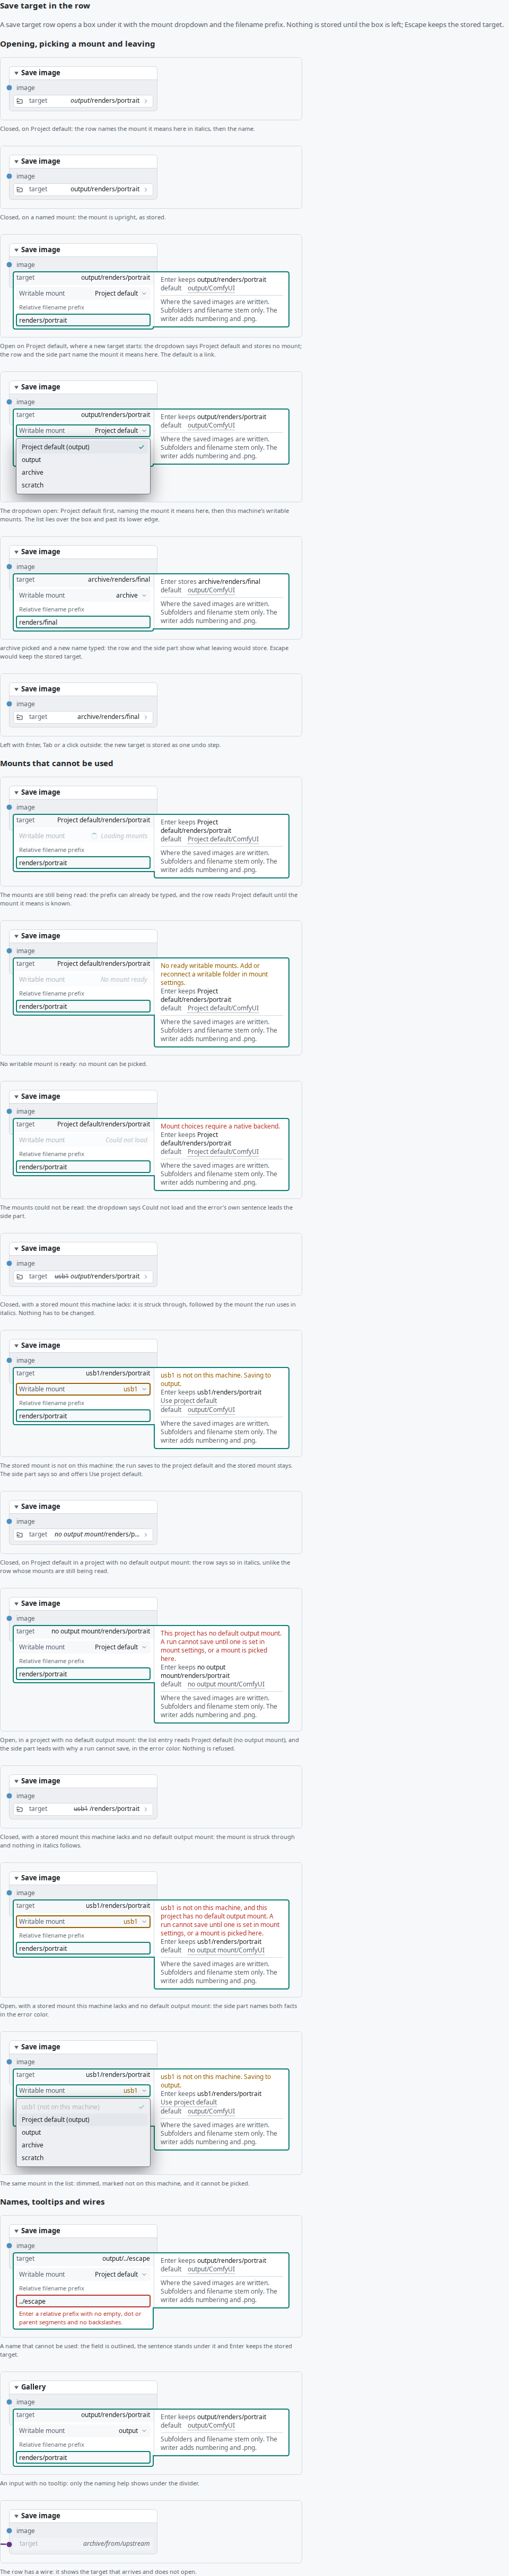 Save target in the row
A save target row opens a box under it with the mount dropdown and the filename prefix. Nothing is stored until the box is left; Escape keeps the stored target.
Opening, picking a mount and leaving
Save image
image
target output/renders/portrait
Closed, on Project default: the row names the mount it means here in italics, then the name.
Save image
image
target output/renders/portrait
Closed, on a named mount: the mount is upright, as stored.
Save image
image
target output/renders/portrait
Writable mount Project default
Relative filename prefix
renders/portrait
Enter keeps output/renders/portrait
default output/ComfyUI
Where the saved images are written.
Subfolders and filename stem only. The
writer adds numbering and .png.
Open on Project default, where a new target starts: the dropdown says Project default and stores no mount;
the row and the side part name the mount it means here. The default is a link.
Save image
image
target output/renders/portrait
Writable mount Project default
Project default (output)
output
archive
scratch
Enter keeps output/renders/portrait
default output/ComfyUI
Where the saved images are written.
Subfolders and filename stem only. The
writer adds numbering and .png.
The dropdown open: Project default first, naming the mount it means here, then this machine's writable
mounts. The list lies over the box and past its lower edge.
Save image
image
target archive/renders/final
Writable mount archive
Relative filename prefix
renders/final
Enter stores archive/renders/final
default output/ComfyUI
Where the saved images are written.
Subfolders and filename stem only. The
writer adds numbering and .png.
archive picked and a new name typed: the row and the side part show what leaving would store. Escape
would keep the stored target.
Save image
image
target archive/renders/final
Left with Enter, Tab or a click outside: the new target is stored as one undo step.
Mounts that cannot be used
Save image
image
target Project default/renders/portrait
Writable mount Loading mounts
Relative filename prefix
renders/portrait
Enter keeps Project
default/renders/portrait
default Project default/ComfyUI
Where the saved images are written.
Subfolders and filename stem only. The
writer adds numbering and .png.
The mounts are still being read: the prefix can already be typed, and the row reads Project default until the
mount it means is known.
Save image
image
target Project default/renders/portrait
Writable mount No mount ready
Relative filename prefix
renders/portrait
No ready writable mounts. Add or
reconnect a writable folder in mount
settings.
Enter keeps Project
default/renders/portrait
default Project default/ComfyUI
Where the saved images are written.
Subfolders and filename stem only. The
writer adds numbering and .png.
No writable mount is ready: no mount can be picked.
Save image
image
target Project default/renders/portrait
Writable mount Could not load
Relative filename prefix
renders/portrait
Mount choices require a native backend.
Enter keeps Project
default/renders/portrait
default Project default/ComfyUI
Where the saved images are written.
Subfolders and filename stem only. The
writer adds numbering and .png.
The mounts could not be read: the dropdown says Could not load and the error's own sentence leads the
side part.
Save image
image
target usb1 output/renders/portrait
Closed, with a stored mount this machine lacks: it is struck through, followed by the mount the run uses in
italics. Nothing has to be changed.
Save image
image
target usb1/renders/portrait
Writable mount usb1
Relative filename prefix
renders/portrait
usb1 is not on this machine. Saving to
output.
Enter keeps usb1/renders/portrait
Use project default
default output/ComfyUI
Where the saved images are written.
Subfolders and filename stem only. The
writer adds numbering and .png.
The stored mount is not on this machine: the run saves to the project default and the stored mount stays.
The side part says so and offers Use project default.
Save image
image
target no output mount/renders/p...
Closed, on Project default in a project with no default output mount: the row says so in italics, unlike the
row whose mounts are still being read.
Save image
image
target no output mount/renders/portrait
Writable mount Project default
Relative filename prefix
renders/portrait
This project has no default output mount.
A run cannot save until one is set in
mount settings, or a mount is picked
here.
Enter keeps no output
mount/renders/portrait
default no output mount/ComfyUI
Where the saved images are written.
Subfolders and filename stem only. The
writer adds numbering and .png.
Open, in a project with no default output mount: the list entry reads Project default (no output mount), and
the side part leads with why a run cannot save, in the error color. Nothing is refused.
Save image
image
target usb1 /renders/portrait
Closed, with a stored mount this machine lacks and no default output mount: the mount is struck through
and nothing in italics follows.
Save image
image
target usb1/renders/portrait
Writable mount usb1
Relative filename prefix
renders/portrait
usb1 is not on this machine, and this
project has no default output mount. A
run cannot save until one is set in mount
settings, or a mount is picked here.
Enter keeps usb1/renders/portrait
default no output mount/ComfyUI
Where the saved images are written.
Subfolders and filename stem only. The
writer adds numbering and .png.
Open, with a stored mount this machine lacks and no default output mount: the side part names both facts
in the error color.
Save image
image
target usb1/renders/portrait
Writable mount usb1
usb1 (not on this machine)
Project default (output)
output
archive
scratch
usb1 is not on this machine. Saving to
output.
Enter keeps usb1/renders/portrait
Use project default
default output/ComfyUI
Where the saved images are written.
Subfolders and filename stem only. The
writer adds numbering and .png.
The same mount in the list: dimmed, marked not on this machine, and it cannot be picked.
Names, tooltips and wires
Save image
image
target output/../escape
Writable mount Project default
Relative filename prefix
../escape
Enter a relative prefix with no empty, dot or
parent segments and no backslashes.
Enter keeps output/renders/portrait
default output/ComfyUI
Where the saved images are written.
Subfolders and filename stem only. The
writer adds numbering and .png.
A name that cannot be used: the field is outlined, the sentence stands under it and Enter keeps the stored
target.
Gallery
image
target output/renders/portrait
Writable mount output
Relative filename prefix
renders/portrait
Enter keeps output/renders/portrait
default output/ComfyUI
Subfolders and filename stem only. The
writer adds numbering and .png.
An input with no tooltip: only the naming help shows under the divider.
Save image
image
target archive/from/upstream
The row has a wire: it shows the target that arrives and does not open.